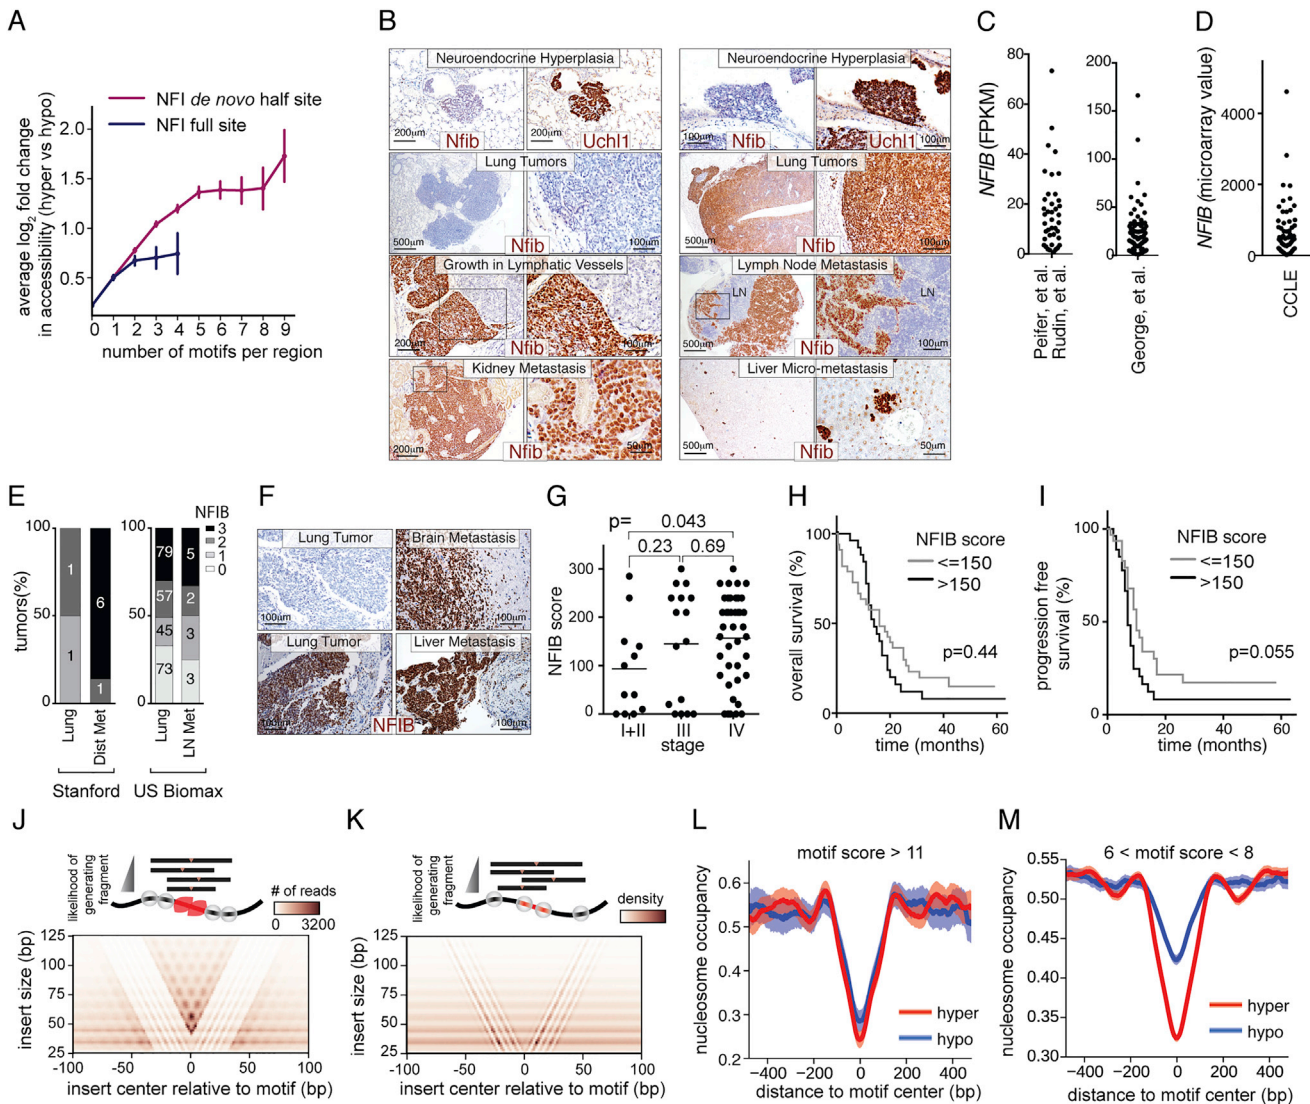 A
NFI de novo half site
NFI full site
average log2 fold change
in accessibility (hyper vs hypo)
2.0
1.5
1.0
0.5
0 1 2 3 4 5 6 7 8 9
number of motifs per region
B
Neuroendocrine Hyperplasia
200μm
Nfib
200μm
Uchl1
Neuroendocrine Hyperplasia
100μm
Nfib
Uchl1
100μm
Lung Tumors
500μm
Nfib
100μm
Lung Tumors
500μm
Nfib
100μm
Growth in Lymphatic Vessels
200μm
Nfib
100μm
Lymph Node Metastasis
LN
LN
500μm
Nfib
100μm
Kidney Metastasis
200μm
Nfib
50μm
Liver Micro-metastasis
500μm
Nfib
50μm
C
NFIB (FPKM)
80
60
40
20
0
Peifer, et al.
Rudin, et al.
200
150
100
50
0
George, et al.
D
NFIB (microarray value)
4000
2000
0
CCLE
E
tumors(%)
100
50
0
1
1
6
1
Lung
Dist Met
Stanford
100
50
0
79
57
45
73
5
2
3
3
Lung
LN Met
US Biomax
NFIB
3
2
1
0
F
Lung Tumor
100μm
Brain Metastasis
100μm
Lung Tumor
100μm
Liver Metastasis
100μm
NFIB
G
p=
0.043
0.23
0.69
NFIB score
300
200
100
0
I+II III IV
stage
H
NFIB score
<=150
>150
overall survival (%)
100
50
0
p=0.44
0 20 40 60
time (months)
I
NFIB score
<=150
>150
progression free
survival (%)
100
50
0
p=0.055
0 20 40 60
time (months)
J
likelihood of
generating
fragment
# of reads
0 3200
insert size (bp)
125
100
75
50
25
-100 -50 0 50 100
insert center relative to motif (bp)
K
likelihood of
generating
fragment
density
insert size (bp)
125
100
75
50
25
-100 -50 0 50 100
insert center relative to motif (bp)
L
motif score > 11
nucleosome occupancy
0.6
0.5
0.4
0.3
0.2
hyper
hypo
−400 −200 0 200 400
distance to motif center (bp)
M
6 < motif score < 8
nucleosome occupancy
0.55
0.50
0.45
0.40
0.35
0.30
hyper
hypo
−400 −200 0 200 400
distance to motif center (bp)